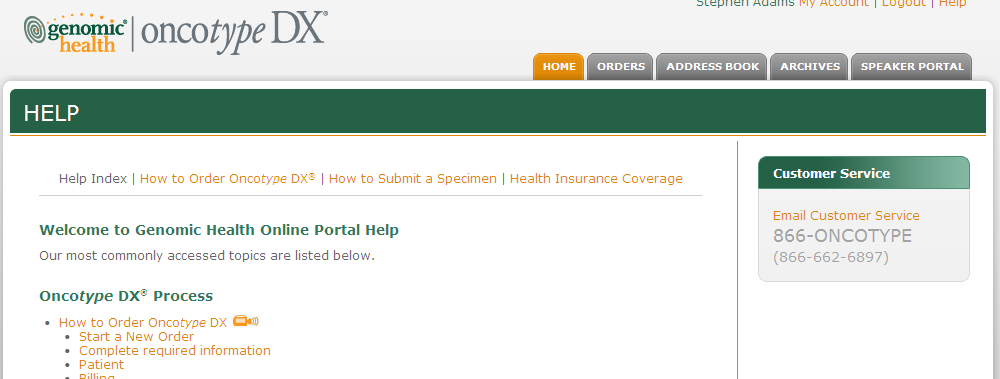 Stephen Adams My Account | Logout | Help
genomic health® | oncotype DX®
HOME ORDERS ADDRESS BOOK ARCHIVES SPEAKER PORTAL
HELP
Help Index | How to Order Oncotype DX® | How to Submit a Specimen | Health Insurance Coverage
Welcome to Genomic Health Online Portal Help
Our most commonly accessed topics are listed below.
Oncotype DX® Process
• How to Order Oncotype DX
• Start a New Order
• Complete required information
• Patient
• Billing
Customer Service
Email Customer Service
866-ONCOTYPE
(866-662-6897)